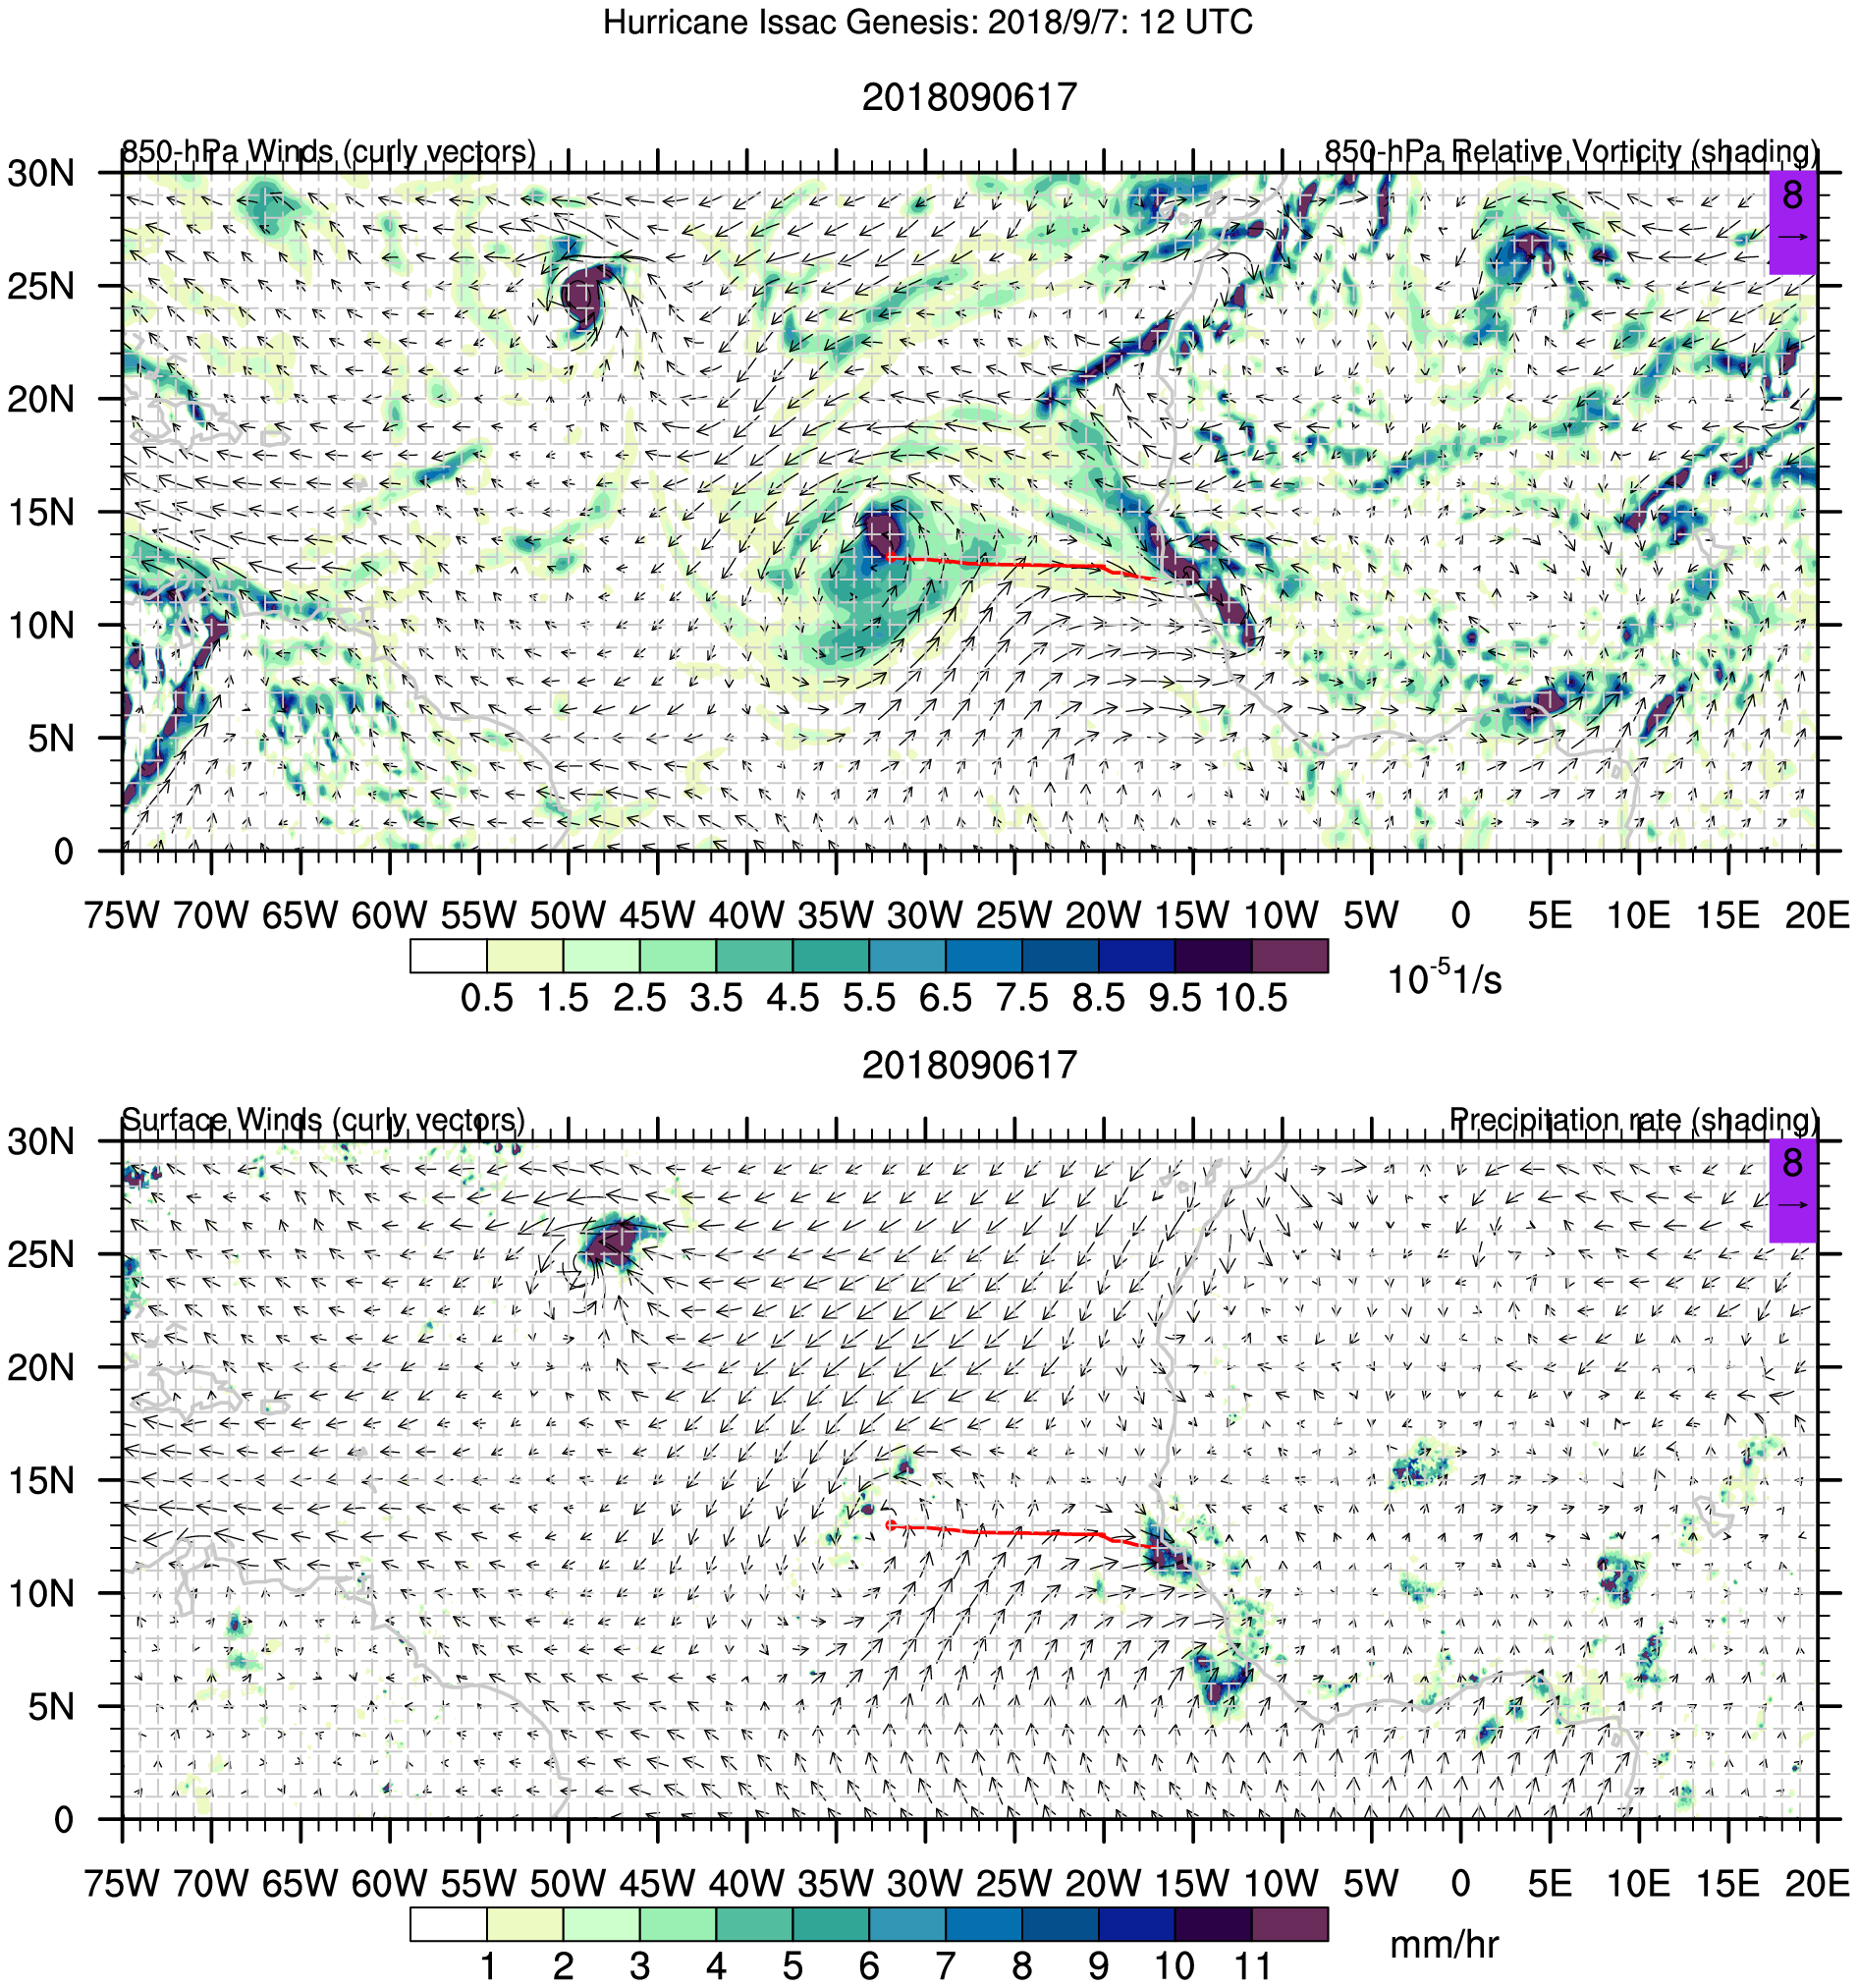 Hurricane Issac Genesis: 2018/9/7: 12 UTC
2018090617
850-hPa Winds (curly vectors) 850-hPa Relative Vorticity (shading)
8
30N
25N
20N
15N
10N
5N
0
75W 70W 65W 60W 55W 50W 45W 40W 35W 30W 25W 20W 15W 10W 5W 0 5E 10E 15E 20E
0.5 1.5 2.5 3.5 4.5 5.5 6.5 7.5 8.5 9.5 10.5
10⁻⁵1/s
2018090617
Surface Winds (curly vectors) Precipitation rate (shading)
8
30N
25N
20N
15N
10N
5N
0
75W 70W 65W 60W 55W 50W 45W 40W 35W 30W 25W 20W 15W 10W 5W 0 5E 10E 15E 20E
1 2 3 4 5 6 7 8 9 10 11
mm/hr